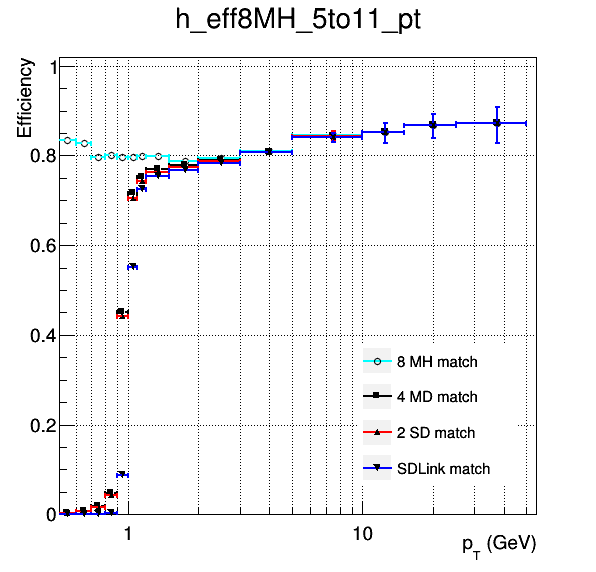 h_eff8MH_5to11_pt
Efficiency
1
0.8
0.6
0.4
0.2
0
8 MH match
4 MD match
2 SD match
SDLink match
1
10
p_T (GeV)